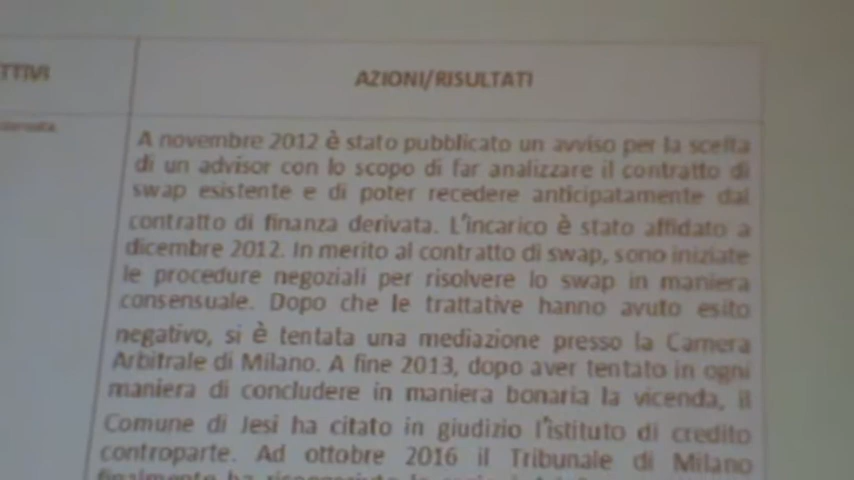 TTIVI
AZIONI/RISULTATI
A novembre 2012 è stato pubblicato un avviso per la scelta
di un advisor con lo scopo di far analizzare il contratto di
swap esistente e di poter recedere anticipatamente dal
contratto di finanza derivata. L'incarico è stato affidato a
dicembre 2012. In merito al contratto di swap, sono iniziate
le procedure negoziali per risolvere lo swap in maniera
consensuale. Dopo che le trattative hanno avuto esito
negativo, si è tentata una mediazione presso la Camera
Arbitrale di Milano. A fine 2013, dopo aver tentato in ogni
maniera di concludere in maniera bonaria la vicenda, il
Comune di Jesi ha citato in giudizio l'istituto di credito
controparte. Ad ottobre 2016 il Tribunale di Milano
finalmente ha